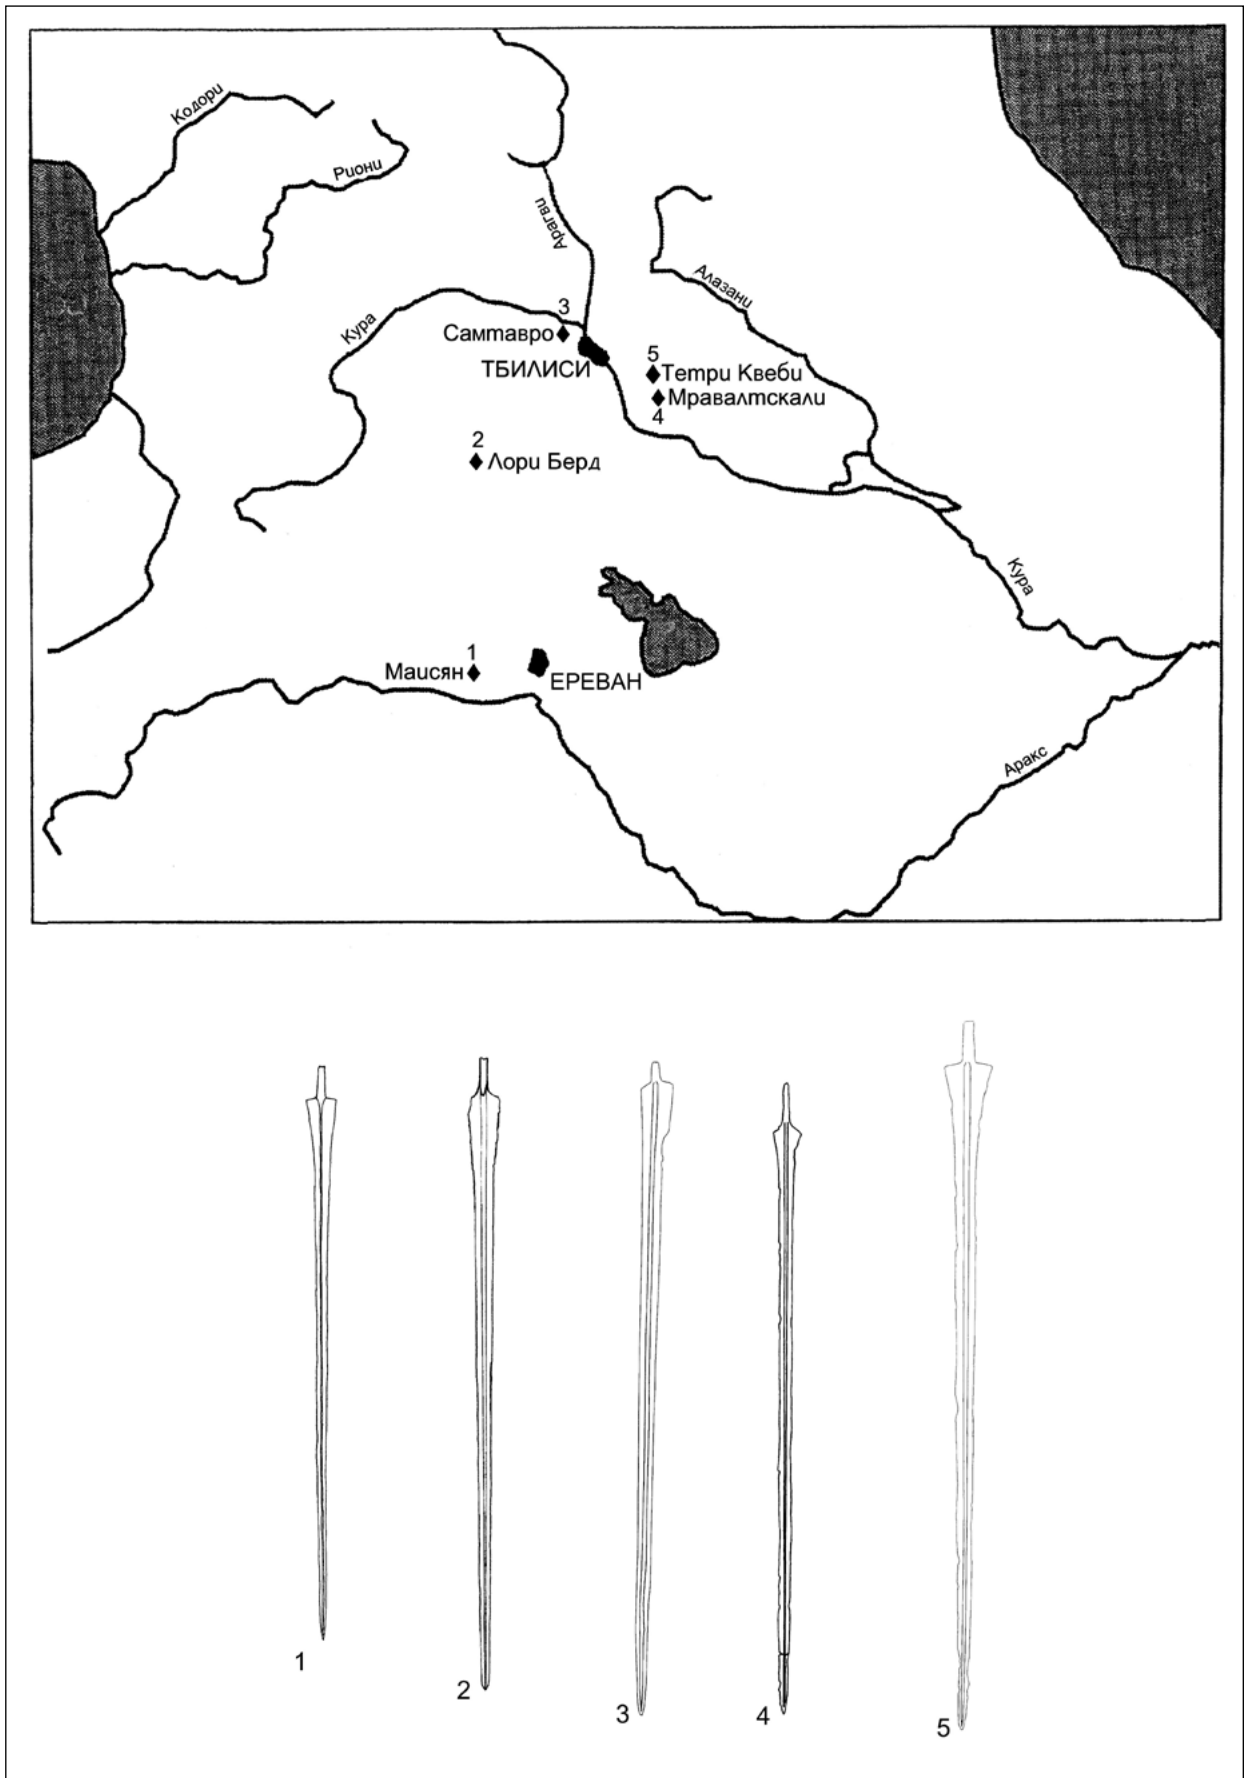 Кодори
Риони
Арагви
Алазани
Кура
3
Самтавро
ТБИЛИСИ
5
Тетри Квеби
Мравалтскали
4
2
Лори Берд
Кура
1
Маисян
ЕРЕВАН
Аракс
1
2
3
4
5